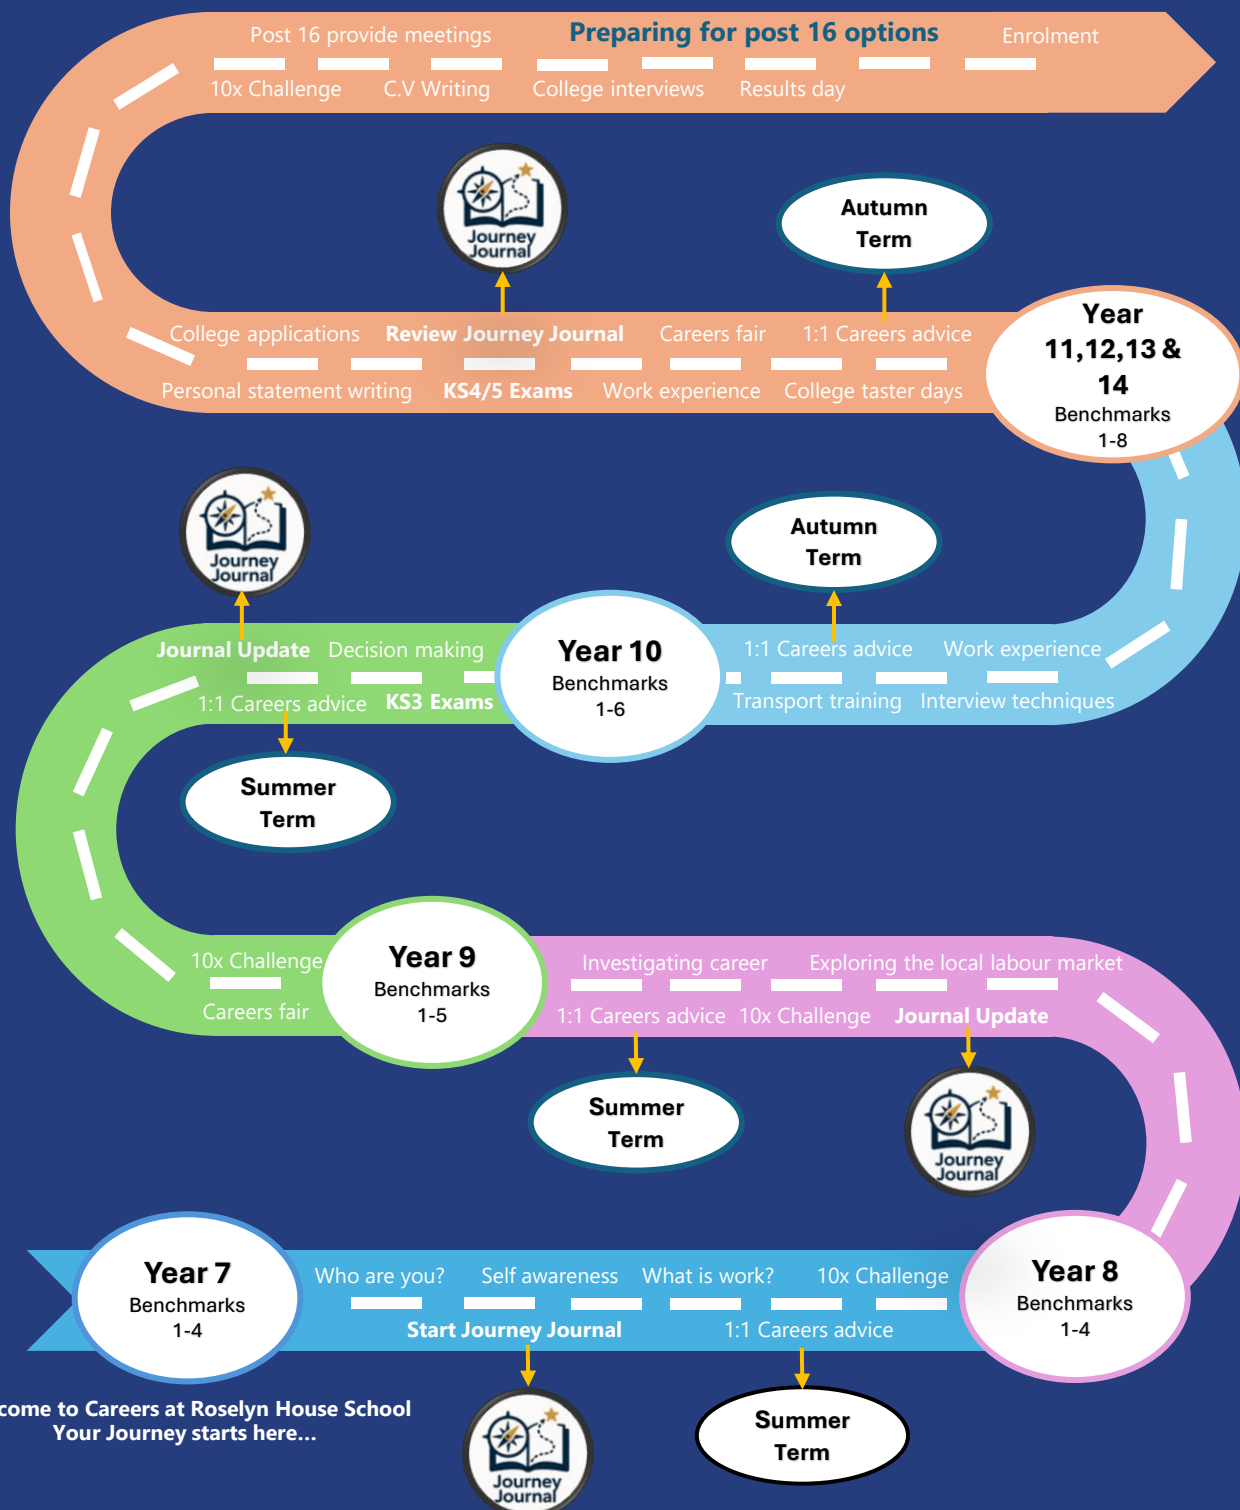 Post 16 provide meetings
Preparing for post 16 options
Enrolment
10x Challenge
C.V Writing
College interviews
Results day
Journey
Journal
Autumn
Term
College applications
Review Journey Journal
Careers fair
1:1 Careers advice
Personal statement writing
KS4/5 Exams
Work experience
College taster days
Year
11,12,13 &
14
Benchmarks
1-8
Journey
Journal
Autumn
Term
Journal Update
Decision making
1:1 Careers advice
KS3 Exams
Year 10
Benchmarks
1-6
1:1 Careers advice
Work experience
Transport training
Interview techniques
Summer
Term
10x Challenge
Careers fair
Year 9
Benchmarks
1-5
Investigating career
Exploring the local labour market
1:1 Careers advice
10x Challenge
Journal Update
Summer
Term
Journey
Journal
Year 7
Benchmarks
1-4
Who are you?
Self awareness
What is work?
10x Challenge
Start Journey Journal
1:1 Careers advice
Year 8
Benchmarks
1-4
come to Careers at Roselyn House School
Your Journey starts here...
Journey
Journal
Summer
Term